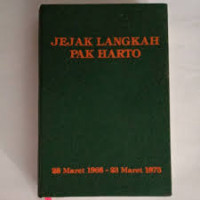 JEJAK LANGKAH
PAK HARTO
28 Maret 1968 - 23 Maret 1973